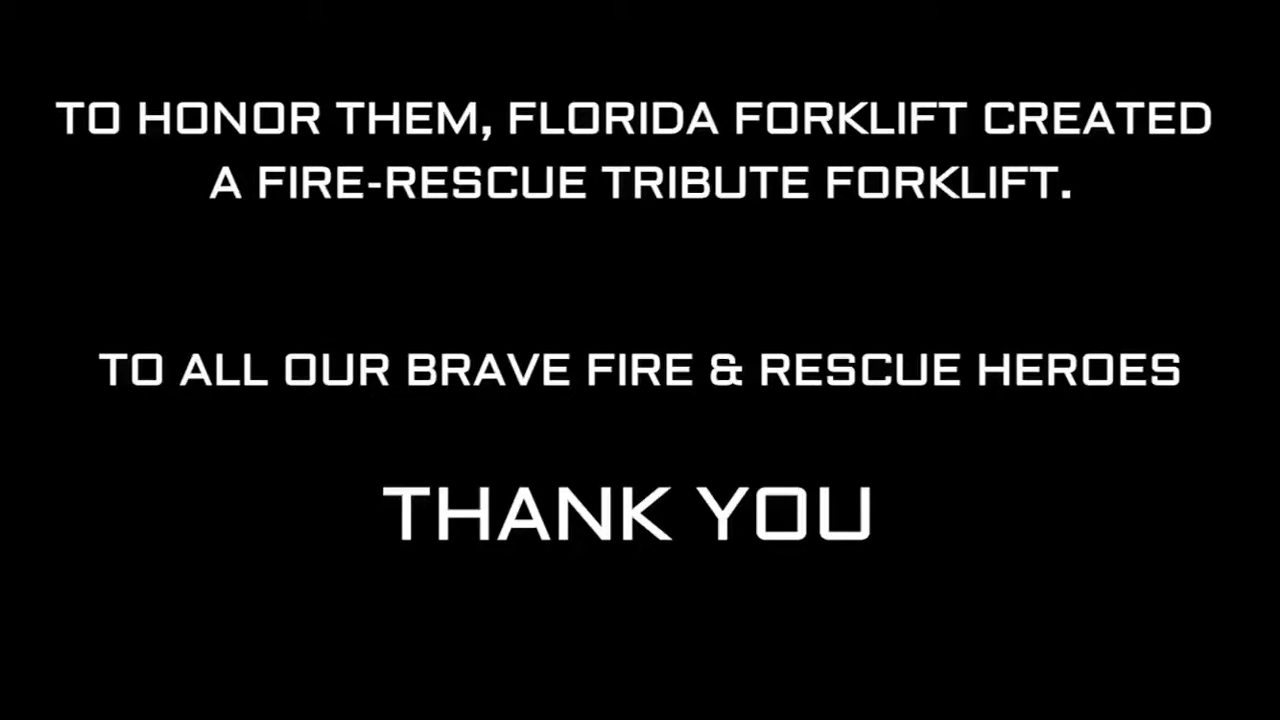 TO HONOR THEM, FLORIDA FORKLIFT CREATED
A FIRE-RESCUE TRIBUTE FORKLIFT.
TO ALL OUR BRAVE FIRE & RESCUE HEROES
THANK YOU